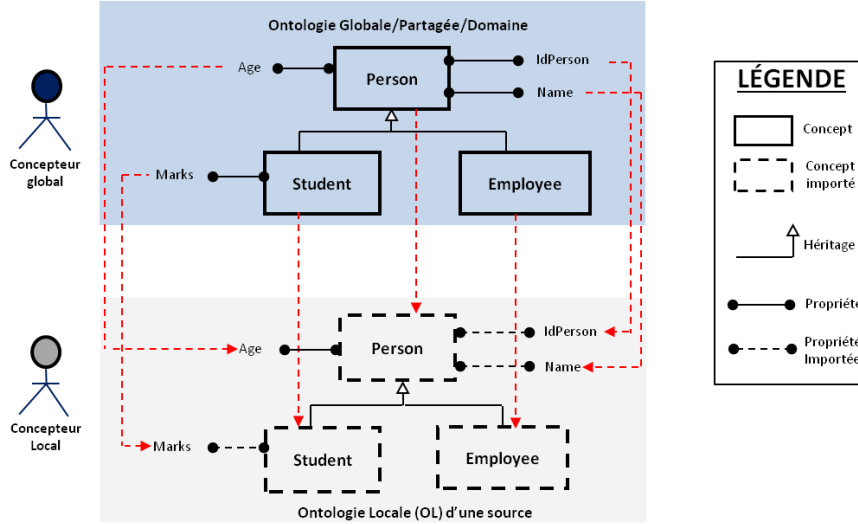 Ontologie Globale/Partagée/Domaine
Age
Person
IdPerson
Name
Concepteur
global
Marks
Student
Employee
Age
Person
IdPerson
Name
Concepteur
Local
Marks
Student
Employee
Ontologie Locale (OL) d'une source
LÉGENDE
Concept
Concept
importé
Héritage
Propriété
Propriété
Importée